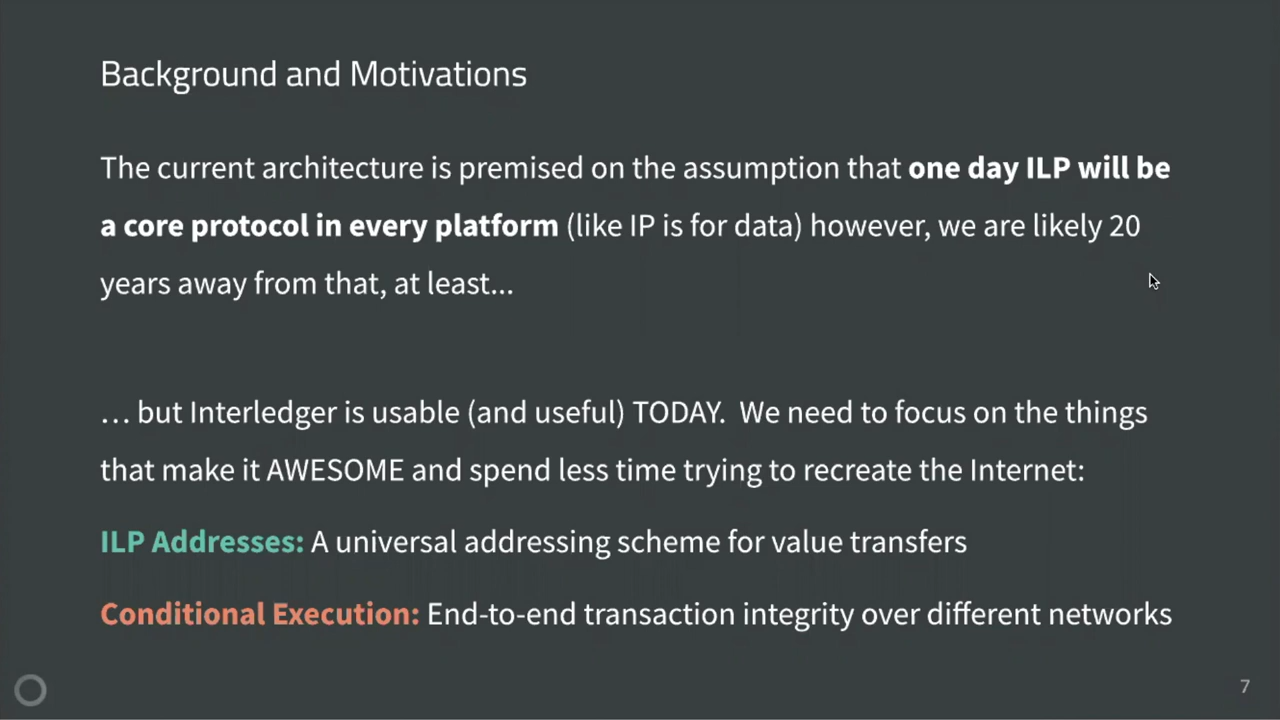 Background and Motivations
The current architecture is premised on the assumption that one day ILP will be
a core protocol in every platform (like IP is for data) however, we are likely 20
years away from that, at least...
… but Interledger is usable (and useful) TODAY.  We need to focus on the things
that make it AWESOME and spend less time trying to recreate the Internet:
ILP Addresses: A universal addressing scheme for value transfers
Conditional Execution: End-to-end transaction integrity over different networks
7